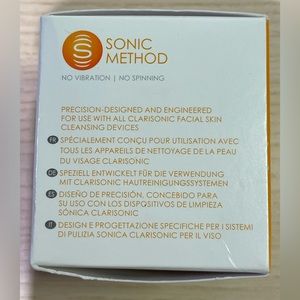 S
SONIC
METHOD
NO VIBRATION | NO SPINNING
PRECISION-DESIGNED AND ENGINEERED
FOR USE WITH ALL CLARISONIC FACIAL SKIN
CLEANSING DEVICES
FR SPÉCIALEMENT CONÇU POUR UTILISATION AVEC
TOUS LES APPAREILS DE NETTOYAGE DE LA PEAU
DU VISAGE CLARISONIC
DE SPEZIELL ENTWICKELT FÜR DIE VERWENDUNG
MIT CLARISONIC HAUTREINIGUNGSSYSTEMEN
ES DISEÑO DE PRECISIÓN, CONCEBIDO PARA
SU USO CON LOS DISPOSITIVOS DE LIMPIEZA
SÓNICA CLARISONIC
IT DESIGN E PROGETTAZIONE SPECIFICHE PER I SISTEMI
DI PULIZIA SONICA CLARISONIC PER IL VISO